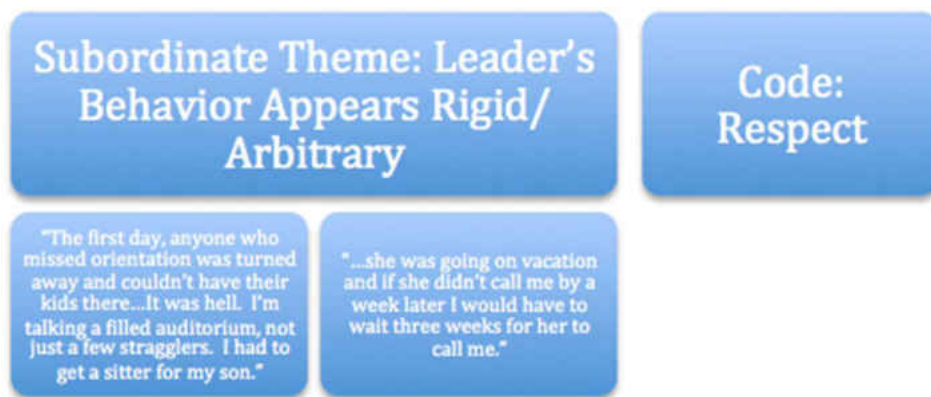 Subordinate Theme: Leader's
Behavior Appears Rigid/
Arbitrary
Code:
Respect
"The first day, anyone who
missed orientation was turned
away and couldn't have their
kids there...It was hell.  I'm
talking a filled auditorium, not
just a few stragglers.  I had to
get a sitter for my son."
"...she was going on vacation
and if she didn't call me by a
week later I would have to
wait three weeks for her to
call me."